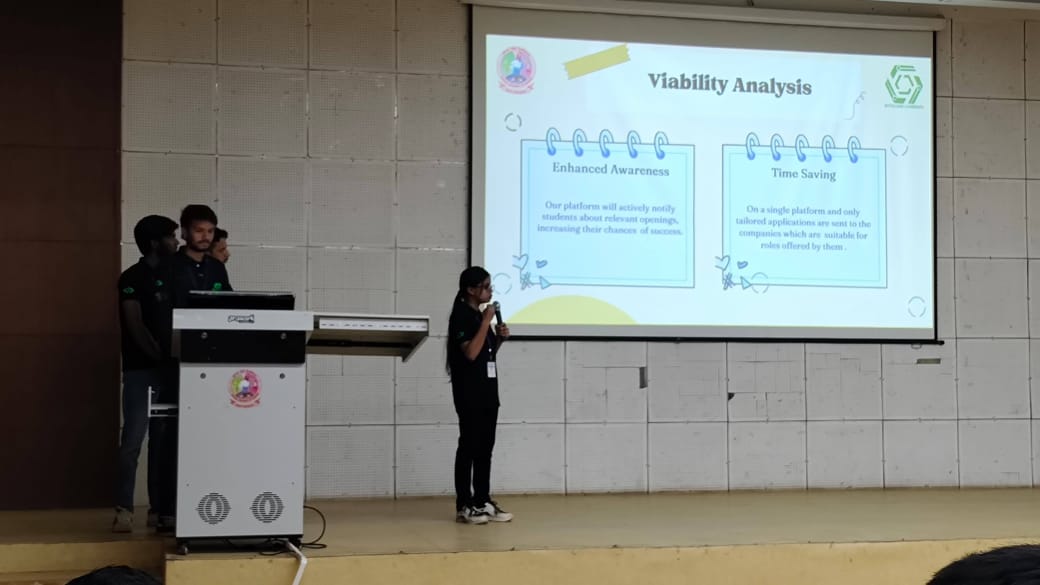 Viability Analysis
Enhanced Awareness
Our platform will actively notify
students about relevant openings,
increasing their chances of success.
Time Saving
On a single platform and only
tailored applications are sent to the
companies which are suitable for
roles offered by them .